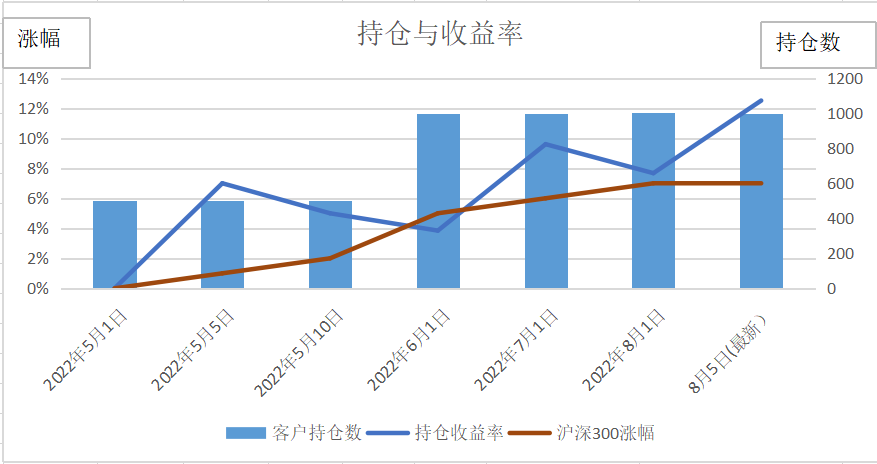 持仓与收益率
涨幅
持仓数
14%
12%
10%
8%
6%
4%
2%
0%
1200
1000
800
600
400
200
0
2022年5月1日
2022年5月5日
2022年5月10日
2022年6月1日
2022年7月1日
2022年8月1日
8月5日(最新）
客户持仓数
持仓收益率
沪深300涨幅